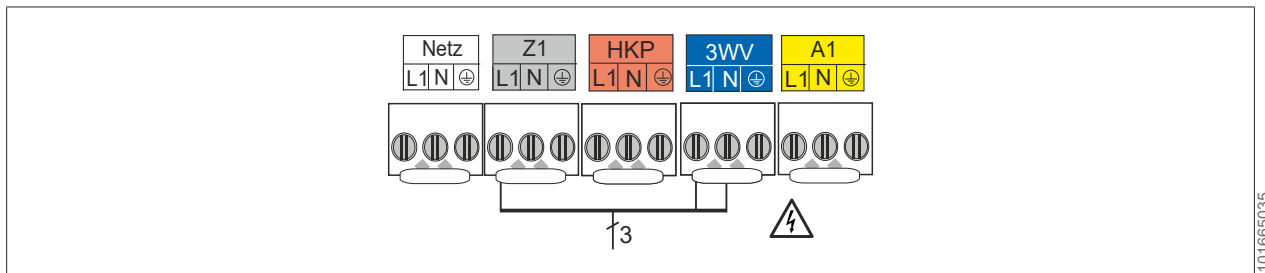 Netz Z1 HKP 3WV A1
L1 N L1 N L1 N L1 N L1 N
3
101665035